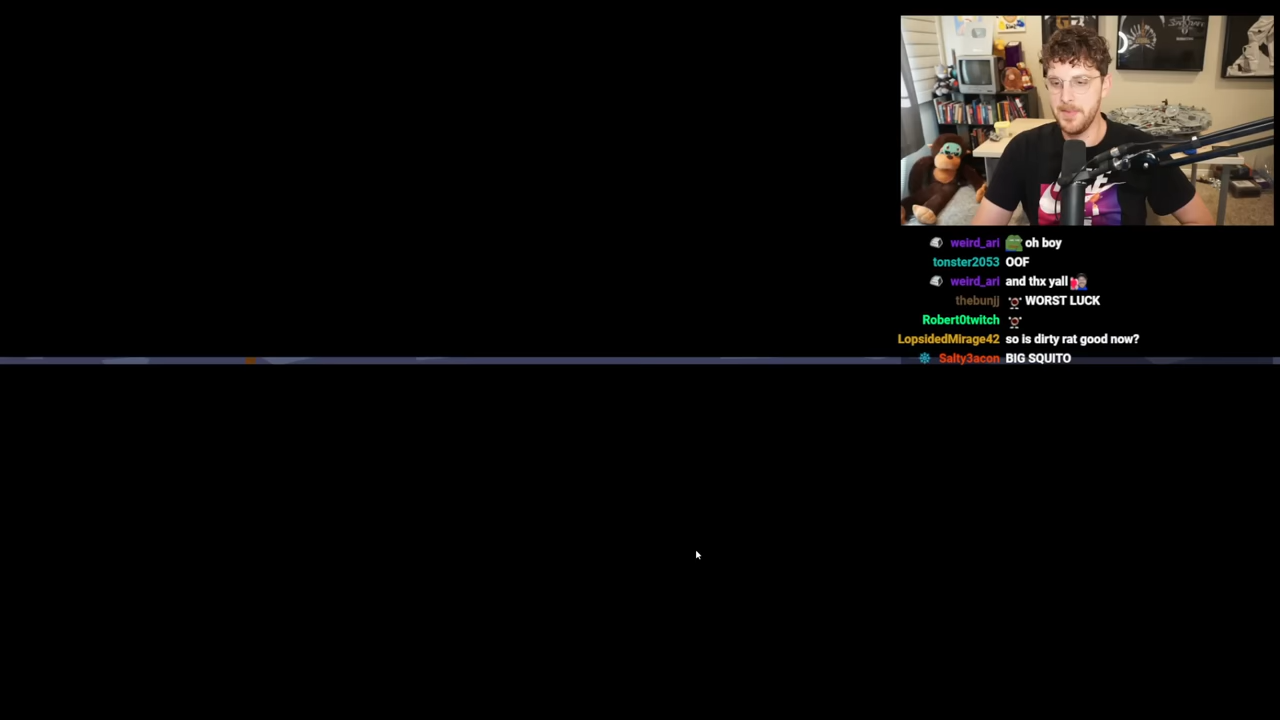 weird_ari oh boy
tonster2053 OOF
weird_ari and thx yall
thebunjj WORST LUCK
Robert0twitch
LopsidedMirage42 so is dirty rat good now?
Salty3acon BIG SQUITO